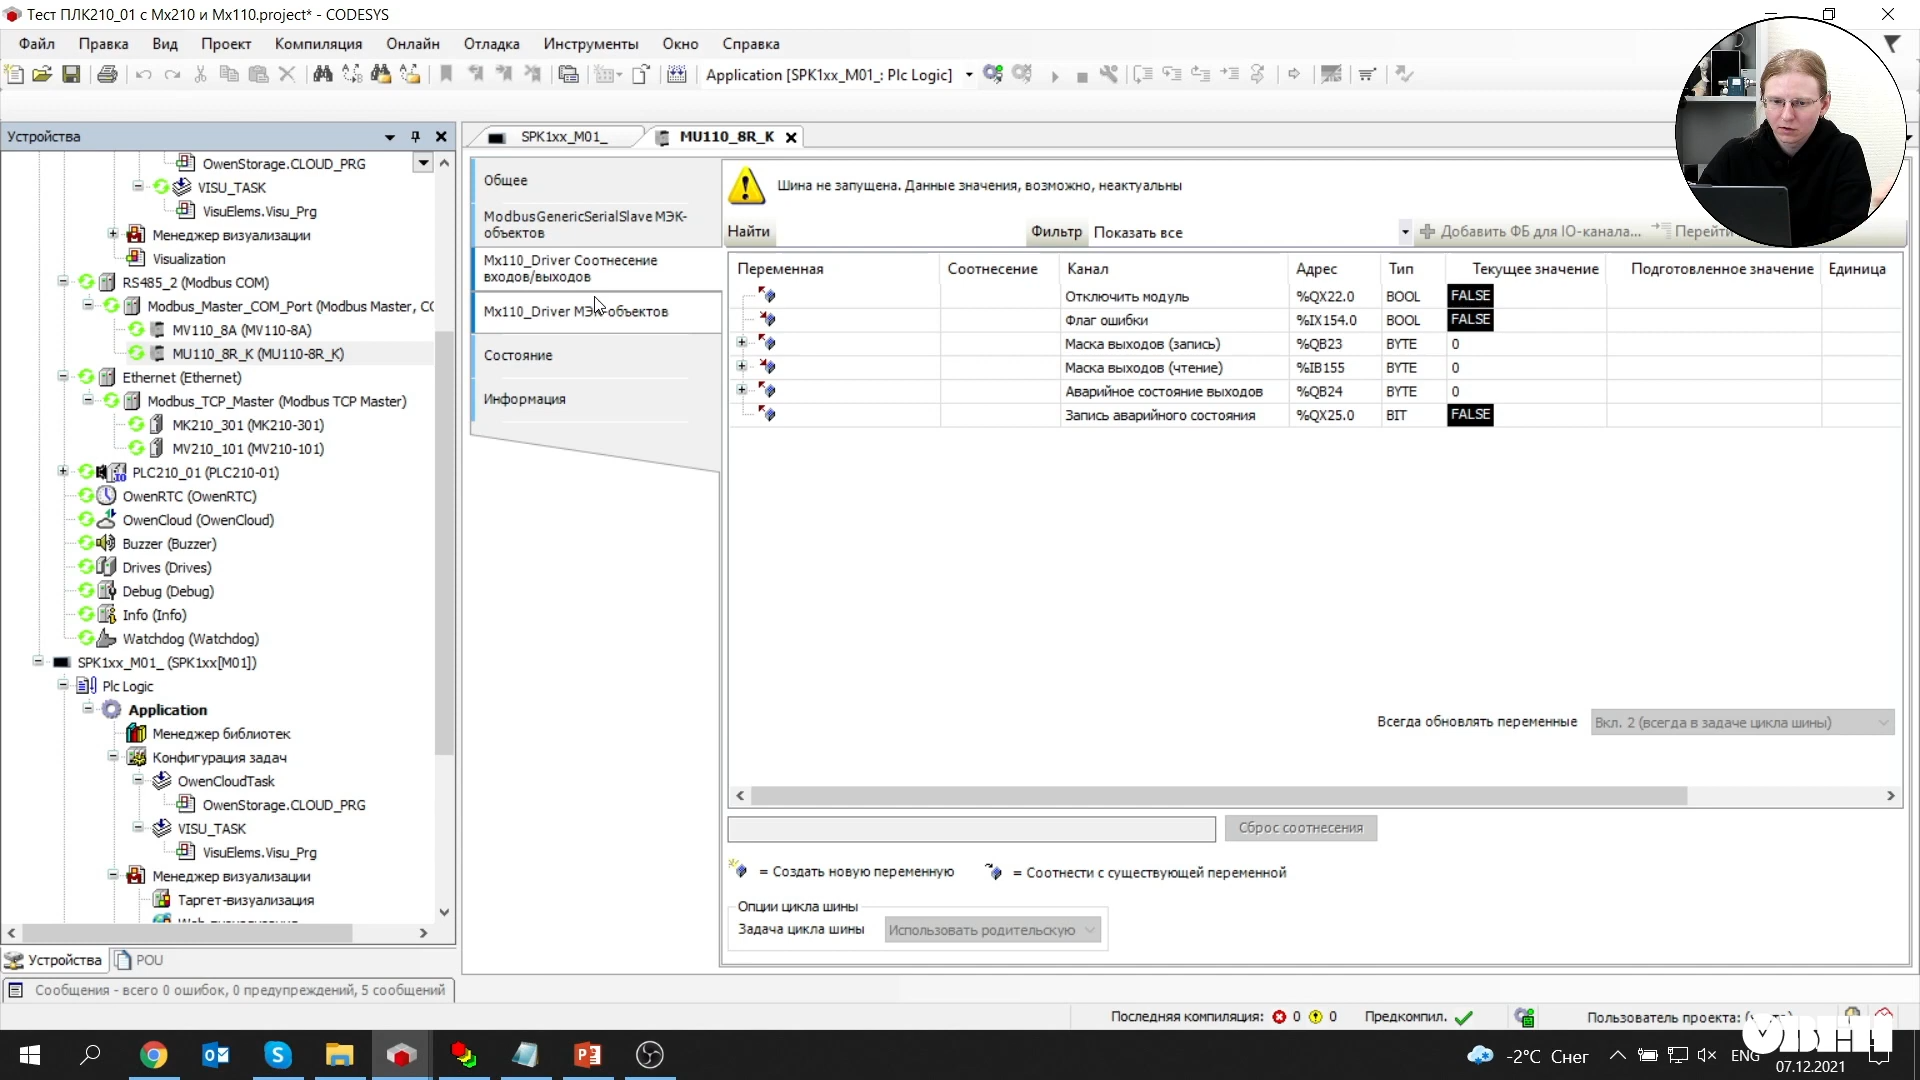 Тест ПЛК210_01 с Мх210 и Мх110.project* - CODESYS
Файл Правка Вид Проект Компиляция Онлайн Отладка Инструменты Окно Справка
Application [SPK1xx_M01_: Plc Logic]
Устройства
SPK1xx_M01_
MU110_8R_K
OwenStorage.CLOUD_PRG
VISU_TASK
VisuElems.Visu_Prg
Менеджер визуализации
Visualization
RS485_2 (Modbus COM)
Modbus_Master_COM_Port (Modbus Master, CO
MV110_8A (MV110-8A)
MU110_8R_K (MU110-8R_K)
Ethernet (Ethernet)
Modbus_TCP_Master (Modbus TCP Master)
MK210_301 (MK210-301)
MV210_101 (MV210-101)
PLC210_01 (PLC210-01)
OwenRTC (OwenRTC)
OwenCloud (OwenCloud)
Buzzer (Buzzer)
Drives (Drives)
Debug (Debug)
Info (Info)
Watchdog (Watchdog)
SPK1xx_M01_ (SPK1xx[M01])
Plc Logic
Application
Менеджер библиотек
Конфигурация задач
OwenCloudTask
OwenStorage.CLOUD_PRG
VISU_TASK
VisuElems.Visu_Prg
Менеджер визуализации
Таргет-визуализация
Устройства
POU
Сообщения - всего 0 ошибок, 0 предупреждений, 5 сообщений
Общее
ModbusGenericSerialSlave МЭК-
объектов
Mx110_Driver Соотнесение
входов/выходов
Mx110_Driver МЭК-объектов
Состояние
Информация
Шина не запущена. Данные значения, возможно, неактуальны
Найти
Фильтр
Показать все
Добавить ФБ для IO-канала...
Перейти
Переменная Соотнесение Канал Адрес Тип Текущее значение Подготовленное значение Единица
Отключить модуль %QX22.0 BOOL FALSE
Флаг ошибки %IX154.0 BOOL FALSE
Маска выходов (запись) %QB23 BYTE 0
Маска выходов (чтение) %IB155 BYTE 0
Аварийное состояние выходов %QB24 BYTE 0
Запись аварийного состояния %QX25.0 BIT FALSE
Всегда обновлять переменные Вкл. 2 (всегда в задаче цикла шины)
Сброс соотнесения
= Создать новую переменную = Соотнести с существующей переменной
Опции цикла шины
Задача цикла шины Использовать родительскую
Последняя компиляция: 0 0 Предкомпил. Пользователь проекта:
-2°C Снег
ENG
ОВЕН
07.12.2021